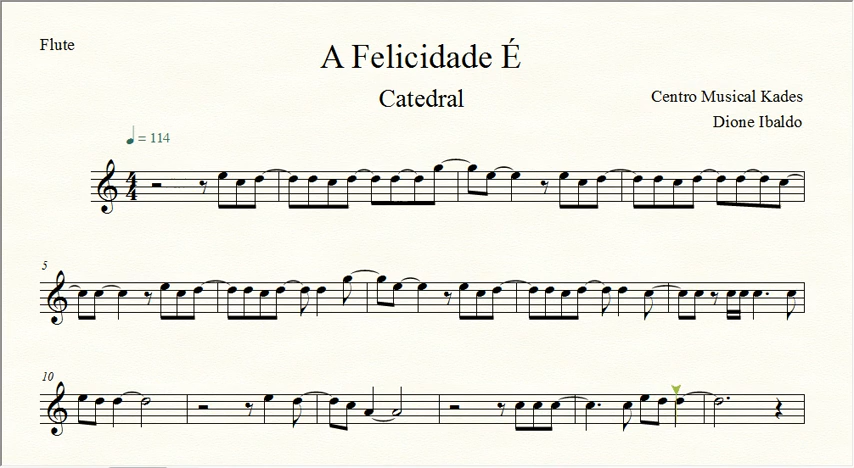 Flute
A Felicidade É
Catedral
Centro Musical Kades
Dione Ibaldo
= 114
4
4
5
10